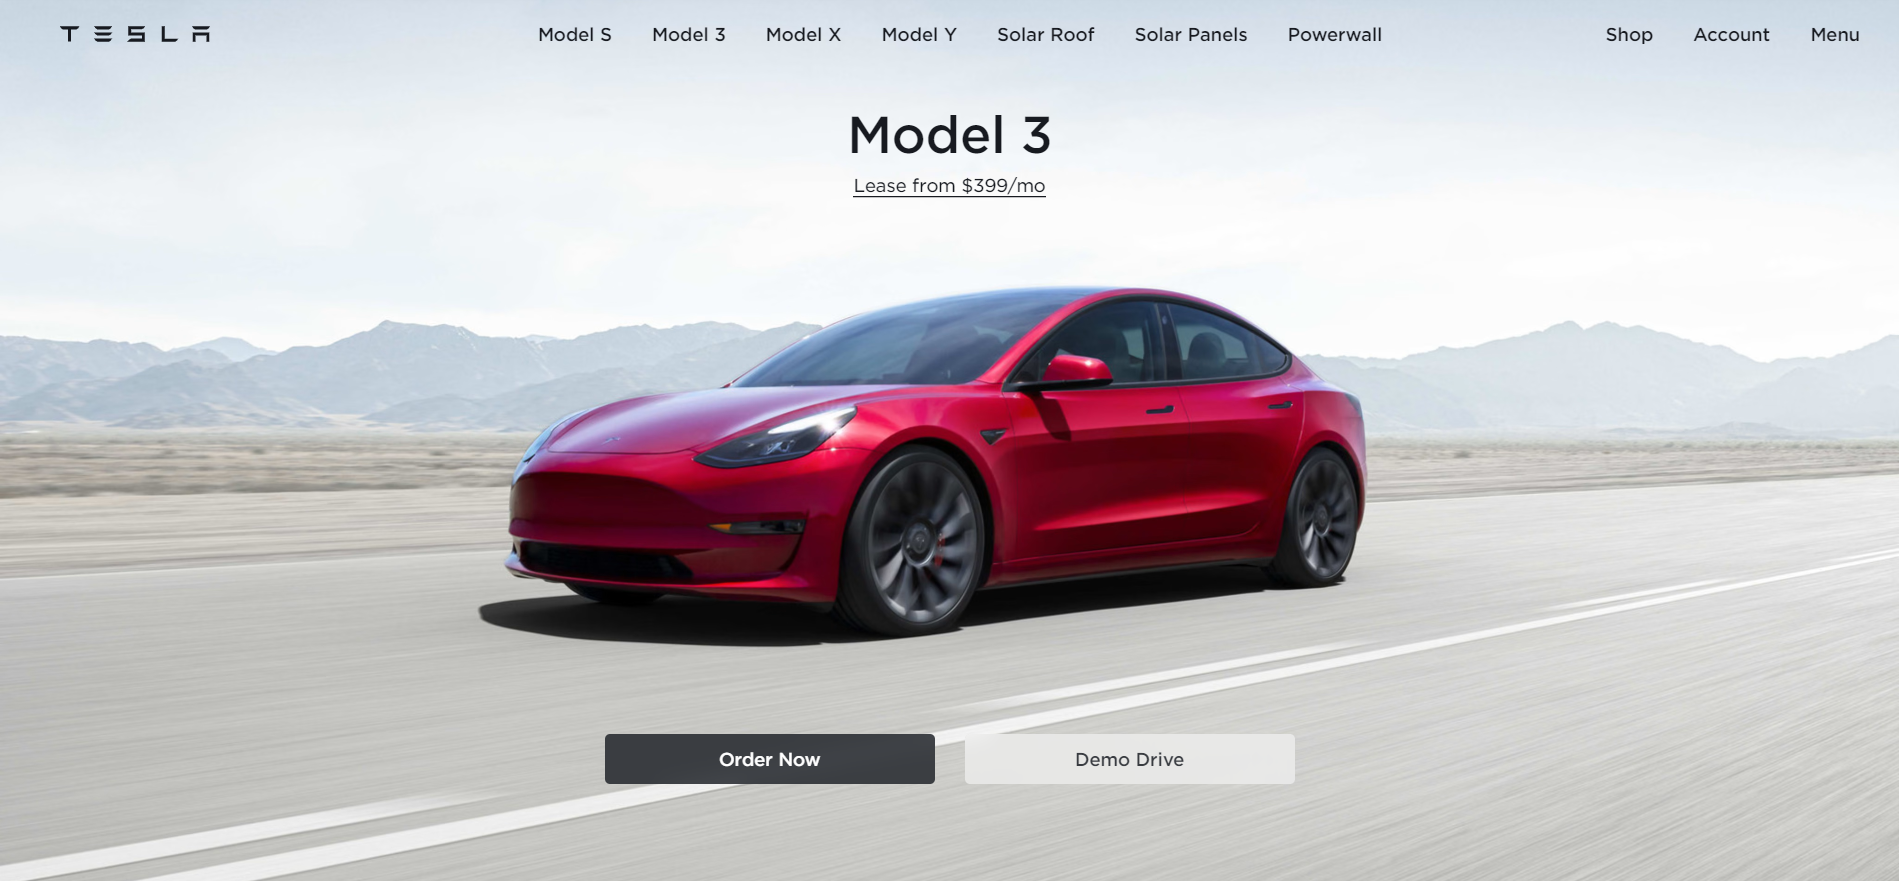 TESLA Model S Model 3 Model X Model Y Solar Roof Solar Panels Powerwall Shop Account Menu
Model 3
Lease from $399/mo
Order Now Demo Drive